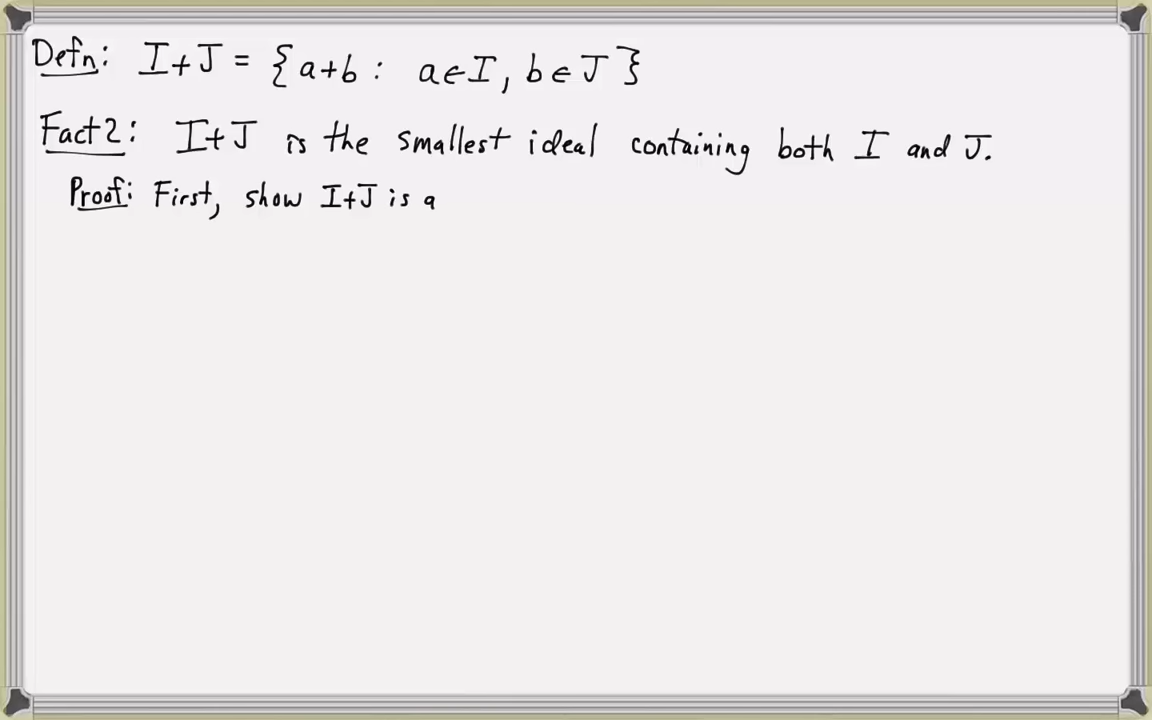 Defn: I+J = {a+b : a∈I, b∈J}
Fact 2: I+J is the smallest ideal containing both I and J.
Proof: First, show I+J is a